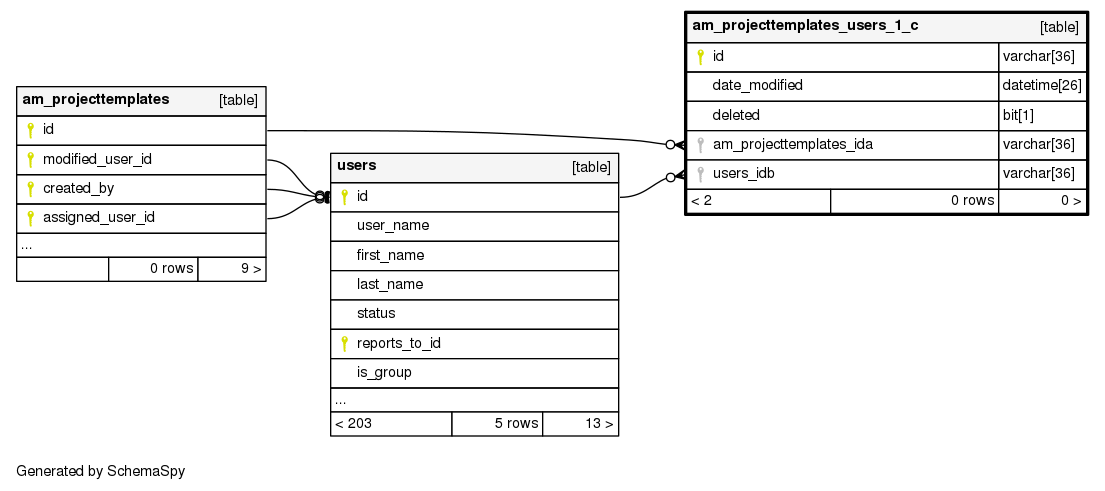 am_projecttemplates_users_1_c [table]
id varchar[36]
date_modified datetime[26]
deleted bit[1]
am_projecttemplates_ida varchar[36]
users_idb varchar[36]
< 2 0 rows 0 >
am_projecttemplates [table]
id
modified_user_id
created_by
assigned_user_id
...
0 rows 9 >
users [table]
id
user_name
first_name
last_name
status
reports_to_id
is_group
...
< 203 5 rows 13 >
Generated by SchemaSpy